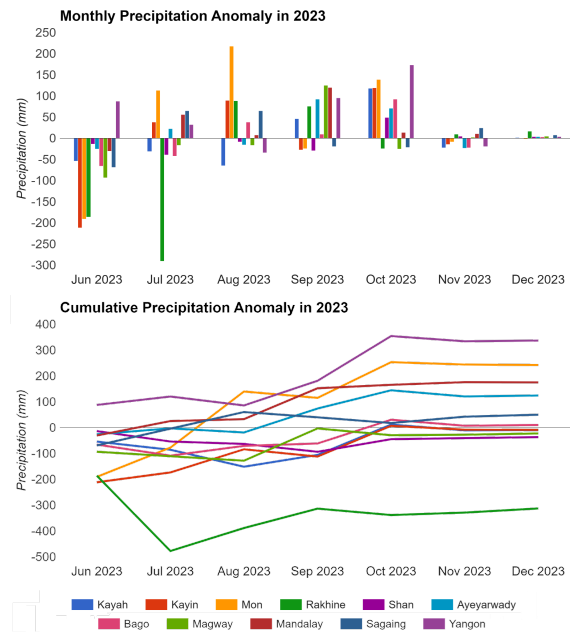 Monthly Precipitation Anomaly in 2023
250
200
150
100
50
0
-50
-100
-150
-200
-250
-300
Precipitation (mm)
Jun 2023 Jul 2023 Aug 2023 Sep 2023 Oct 2023 Nov 2023 Dec 2023
Cumulative Precipitation Anomaly in 2023
400
300
200
100
0
-100
-200
-300
-400
-500
Precipitation (mm)
Jun 2023 Jul 2023 Aug 2023 Sep 2023 Oct 2023 Nov 2023 Dec 2023
Kayah Kayin Mon Rakhine Shan Ayeyarwady
Bago Magway Mandalay Sagaing Yangon